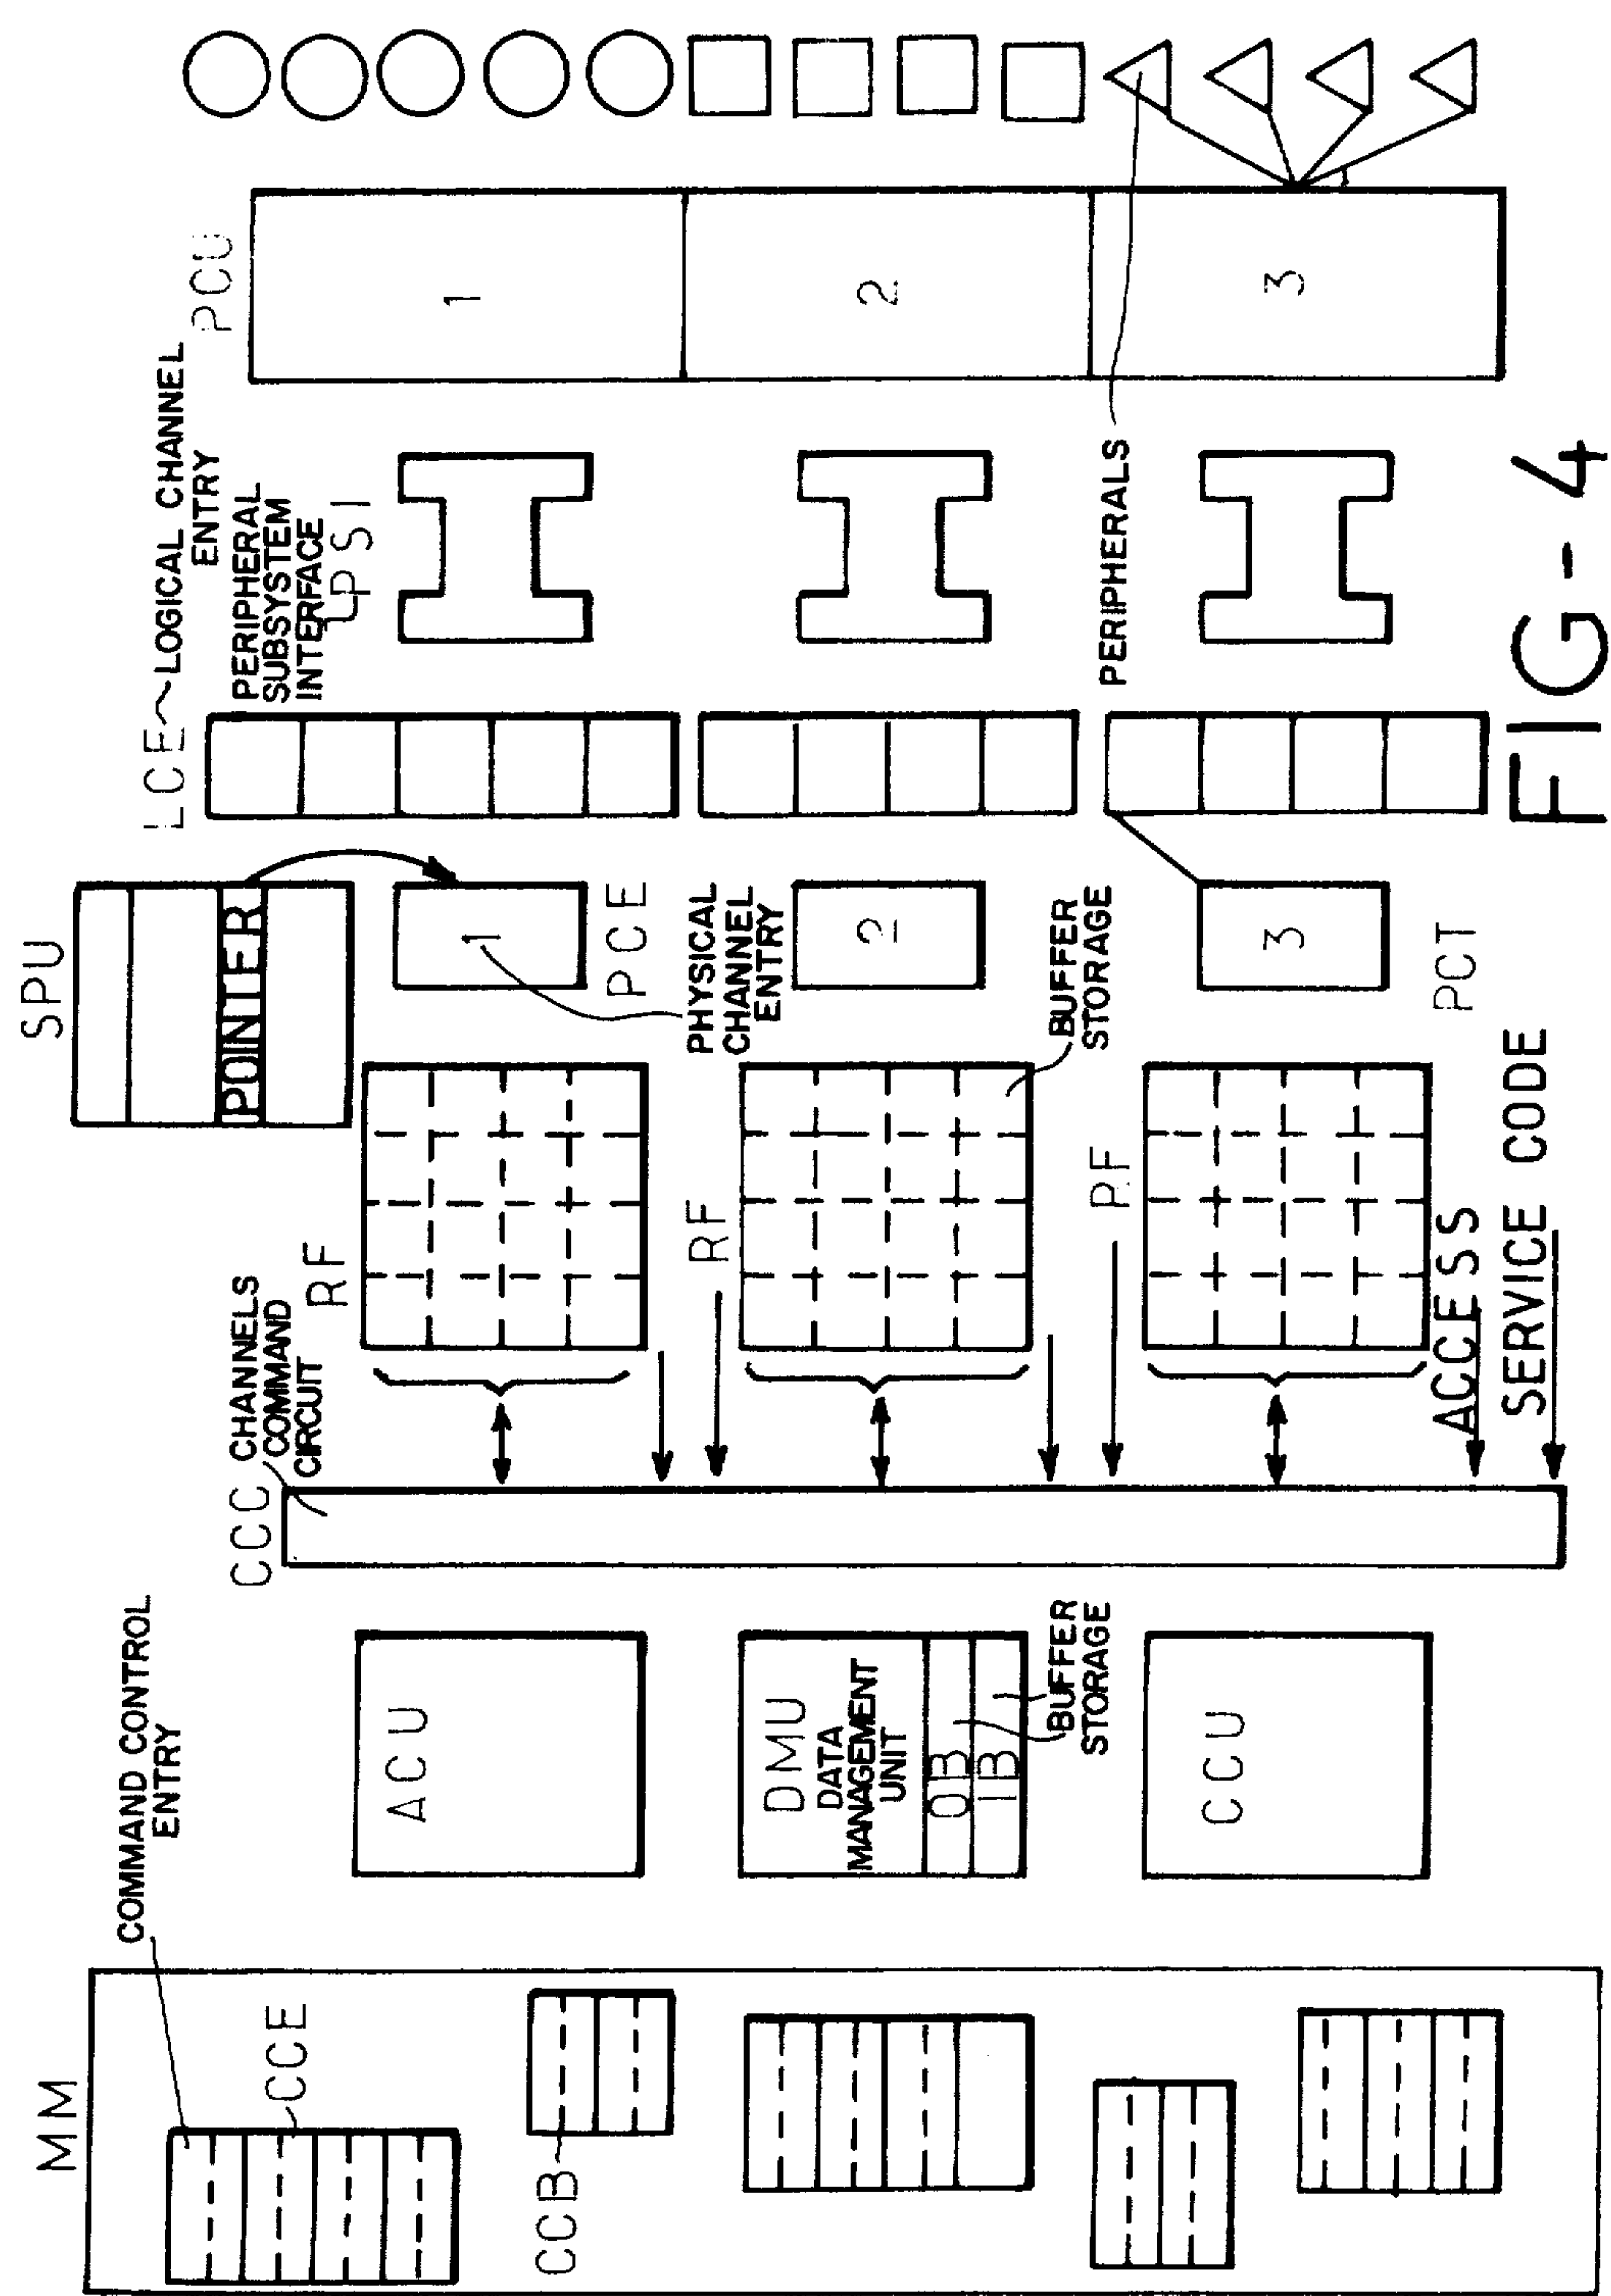 MM
COMMAND CONTROL
ENTRY
CCE
CCB
ACU
DMU
DATA
MANAGEMENT
UNIT
OB
IB
BUFFER
STORAGE
CCU
CCC
CHANNELS
COMMAND
CIRCUIT
RF
RF
RF
ACCESS
SERVICE CODE
BUFFER
STORAGE
SPU
POINTER
1
PCE
PHYSICAL
CHANNEL
ENTRY
2
3
PCT
LCE~LOGICAL CHANNEL
ENTRY
PERIPHERAL
SUBSYSTEM
INTERFACE
PSI
PERIPHERALS
PCU
1
2
3
FIG-4